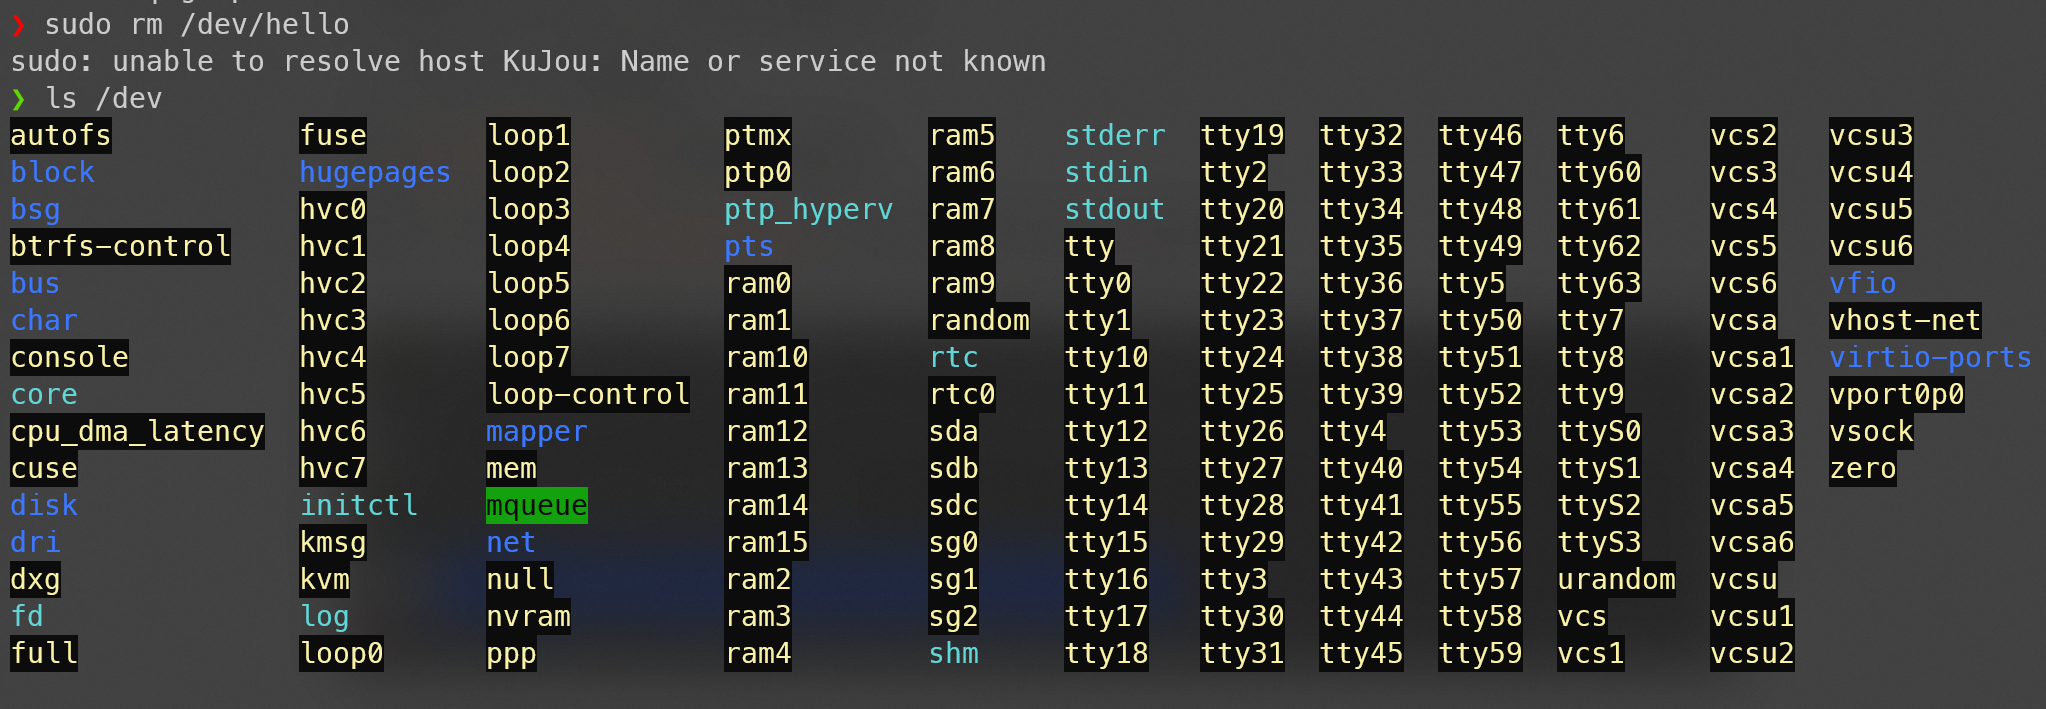 ❯ sudo rm /dev/hello
sudo: unable to resolve host KuJou: Name or service not known
❯ ls /dev
autofs fuse loop1 ptmx ram5 stderr tty19 tty32 tty46 tty6 vcs2 vcsu3
block hugepages loop2 ptp0 ram6 stdin tty2 tty33 tty47 tty60 vcs3 vcsu4
bsg hvc0 loop3 ptp_hyperv ram7 stdout tty20 tty34 tty48 tty61 vcs4 vcsu5
btrfs-control hvc1 loop4 pts ram8 tty tty21 tty35 tty49 tty62 vcs5 vcsu6
bus hvc2 loop5 ram0 ram9 tty0 tty22 tty36 tty5 tty63 vcs6 vfio
char hvc3 loop6 ram1 random tty1 tty23 tty37 tty50 tty7 vcsa vhost-net
console hvc4 loop7 ram10 rtc tty10 tty24 tty38 tty51 tty8 vcsa1 virtio-ports
core hvc5 loop-control ram11 rtc0 tty11 tty25 tty39 tty52 tty9 vcsa2 vport0p0
cpu_dma_latency hvc6 mapper ram12 sda tty12 tty26 tty4 tty53 ttyS0 vcsa3 vsock
cuse hvc7 mem ram13 sdb tty13 tty27 tty40 tty54 ttyS1 vcsa4 zero
disk initctl mqueue ram14 sdc tty14 tty28 tty41 tty55 ttyS2 vcsa5
dri kmsg net ram15 sg0 tty15 tty29 tty42 tty56 ttyS3 vcsa6
dxg kvm null ram2 sg1 tty16 tty3 tty43 tty57 urandom vcsu
fd log nvram ram3 sg2 tty17 tty30 tty44 tty58 vcs vcsu1
full loop0 ppp ram4 shm tty18 tty31 tty45 tty59 vcs1 vcsu2